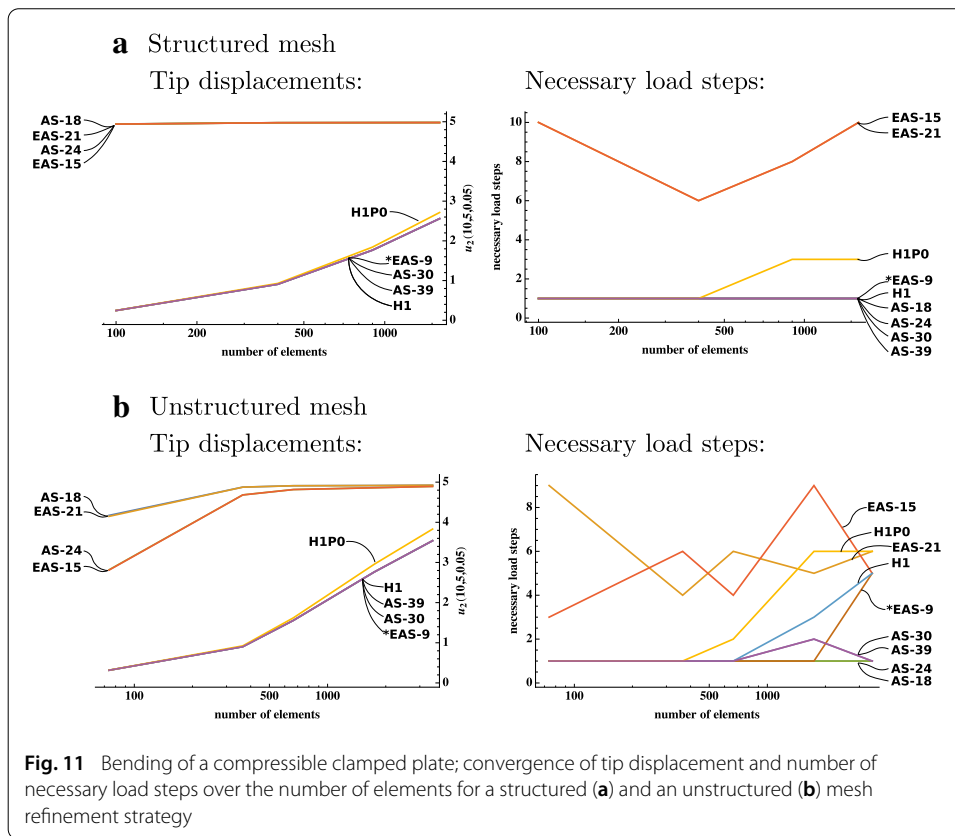 a Structured mesh
Tip displacements:
Necessary load steps:
AS-18
EAS-21
AS-24
EAS-15
H1P0
*EAS-9
AS-30
AS-39
H1
5
4
3
2
1
0
u₂(10,5,0.05)
100 200 500 1000
number of elements
10
8
6
4
2
0
necessary load steps
EAS-15
EAS-21
H1P0
*EAS-9
H1
AS-18
AS-24
AS-30
AS-39
100 200 500 1000
number of elements
b Unstructured mesh
Tip displacements:
Necessary load steps:
AS-18
EAS-21
AS-24
EAS-15
H1P0
H1
AS-39
AS-30
*EAS-9
5
4
3
2
1
0
u₂(10,5,0.05)
100 500 1000
number of elements
8
6
4
2
0
necessary load steps
EAS-15
H1P0
EAS-21
H1
*EAS-9
AS-30
AS-39
AS-24
AS-18
100 500 1000
number of elements
Fig. 11 Bending of a compressible clamped plate; convergence of tip displacement and number of
necessary load steps over the number of elements for a structured (a) and an unstructured (b) mesh
refinement strategy